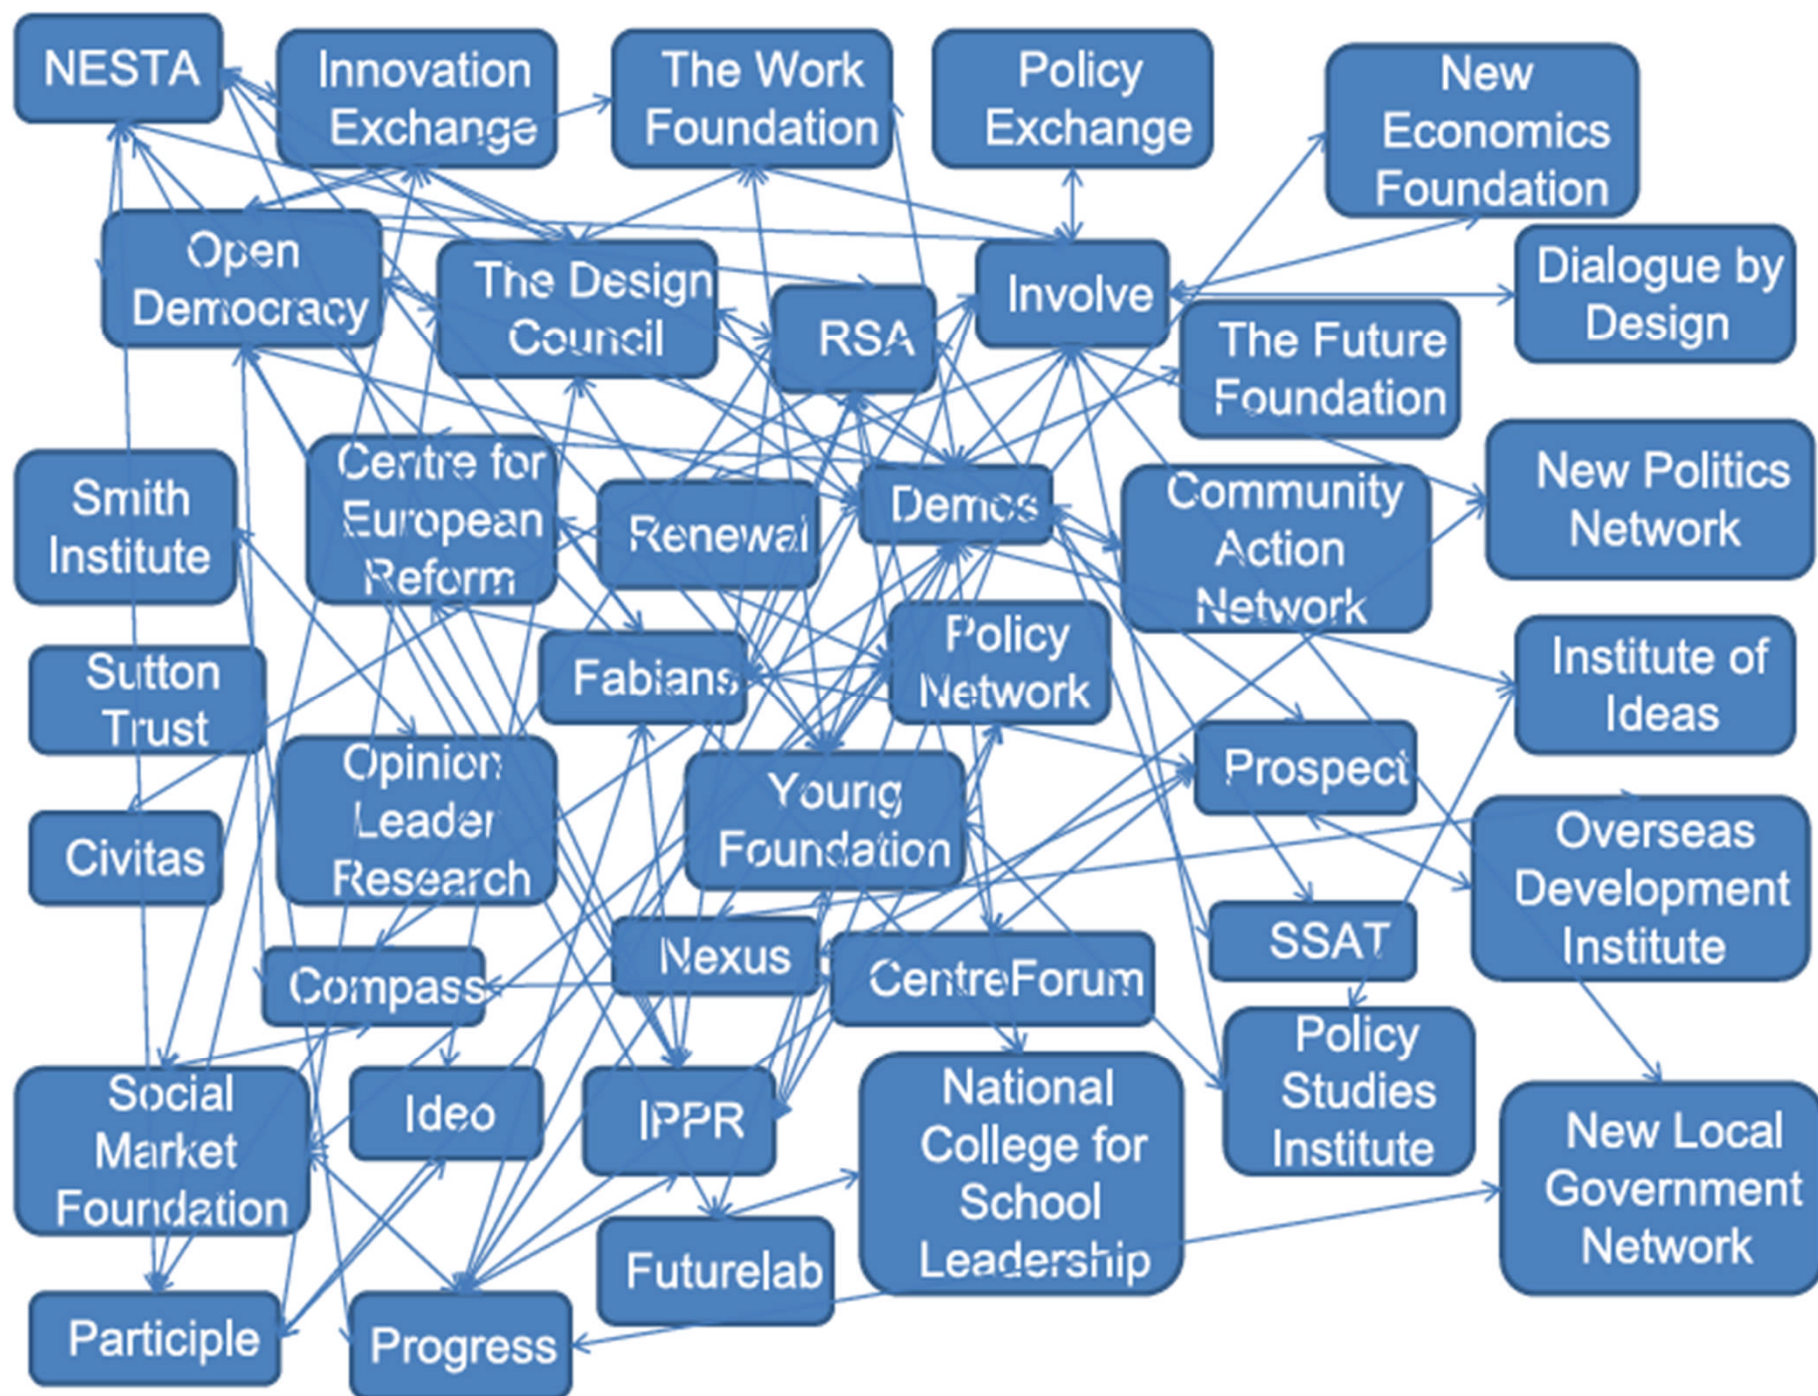 NESTA
Innovation
Exchange
The Work
Foundation
Policy
Exchange
New
Economics
Foundation
Open
Democracy
The Design
Council
RSA
Involve
The Future
Foundation
Dialogue by
Design
Smith
Institute
Centre for
European
Reform
Renewal
Demos
Community
Action
Network
New Politics
Network
Sutton
Trust
Fabians
Policy
Network
Prospect
Institute of
Ideas
Civitas
Opinion
Leader
Research
Young
Foundation
Overseas
Development
Institute
Compass
Nexus
CentreForum
SSAT
Social
Market
Foundation
Ideo
IPPR
National
College for
School
Leadership
Policy
Studies
Institute
New Local
Government
Network
Participle
Progress
Futurelab